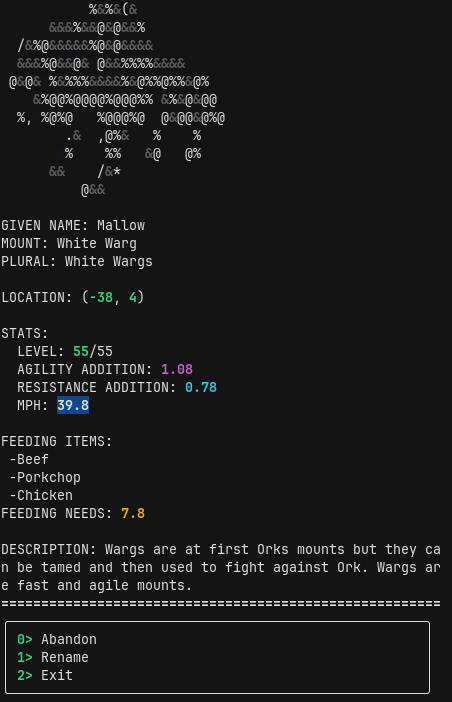 GIVEN NAME: Mallow
MOUNT: White Warg
PLURAL: White Wargs
LOCATION: (-38, 4)
STATS:
LEVEL: 55/55
AGILITY ADDITION: 1.08
RESISTANCE ADDITION: 0.78
MPH: 39.8
FEEDING ITEMS:
-Beef
-Porkchop
-Chicken
FEEDING NEEDS: 7.8
DESCRIPTION: Wargs are at first Orks mounts but they ca
n be tamed and then used to fight against Ork. Wargs ar
e fast and agile mounts.
=======================================================
0> Abandon
1> Rename
2> Exit